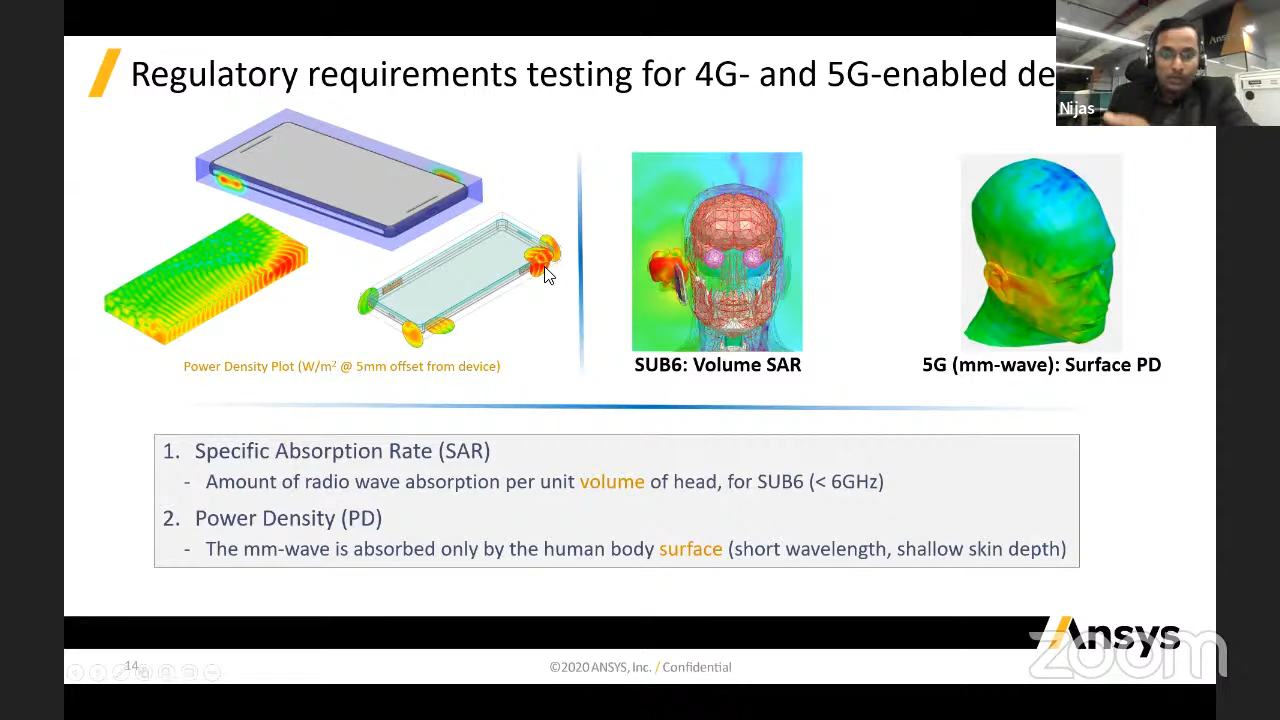 Regulatory requirements testing for 4G- and 5G-enabled de
Nijas
Power Density Plot (W/m² @ 5mm offset from device)
SUB6: Volume SAR
5G (mm-wave): Surface PD
1. Specific Absorption Rate (SAR)
- Amount of radio wave absorption per unit volume of head, for SUB6 (< 6GHz)
2. Power Density (PD)
- The mm-wave is absorbed only by the human body surface (short wavelength, shallow skin depth)
Ansys
zoom
14
©2020 ANSYS, Inc. / Confidential